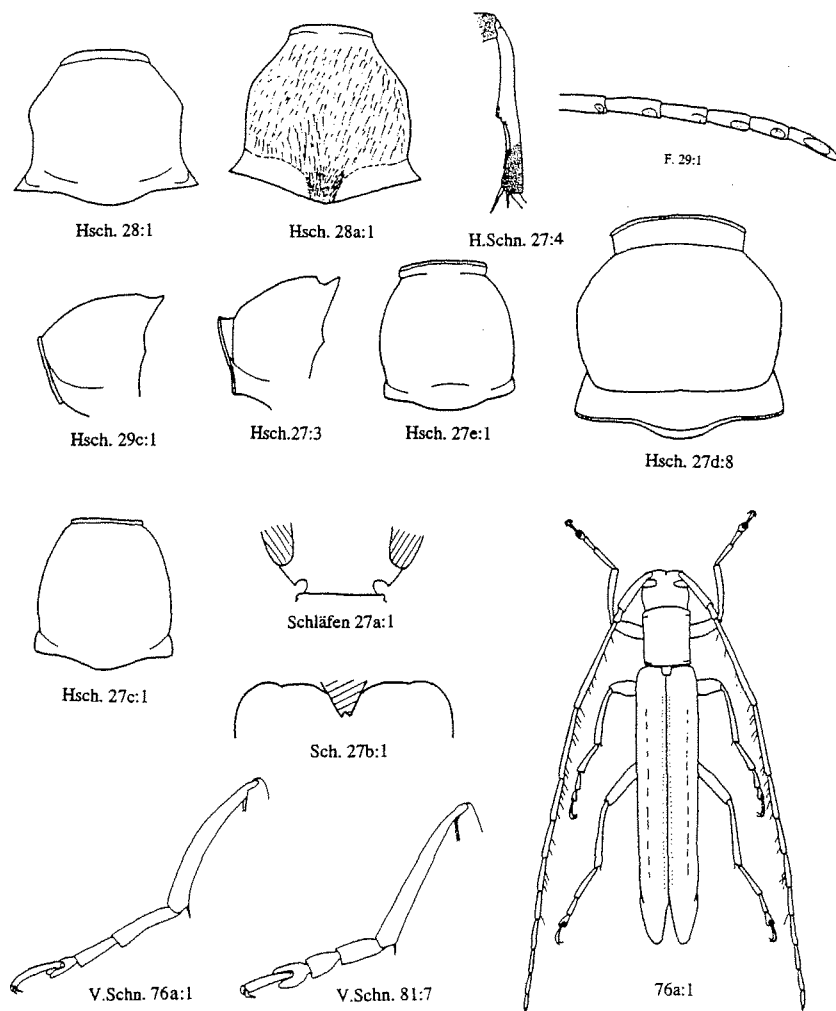 Hsch. 28:1
Hsch. 28a:1
H.Schn. 27:4
F. 29:1
Hsch. 29c:1
Hsch.27:3
Hsch. 27e:1
Hsch. 27d:8
Hsch. 27c:1
Schläfen 27a:1
Sch. 27b:1
V.Schn. 76a:1
V.Schn. 81:7
76a:1